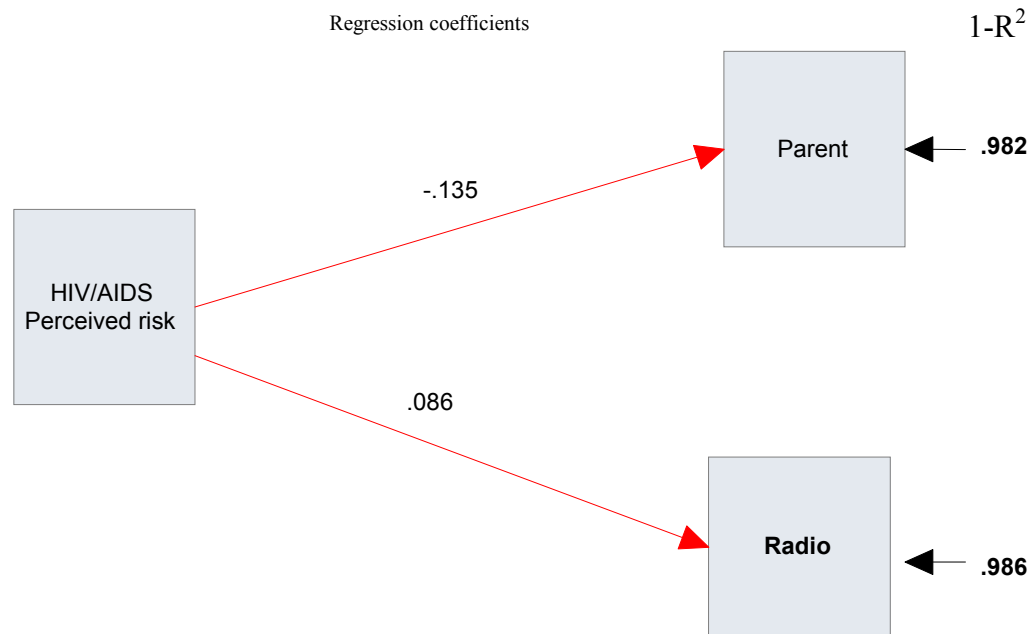 Regression coefficients
1-R²
Parent
.982
-.135
HIV/AIDS
Perceived risk
.086
Radio
.986